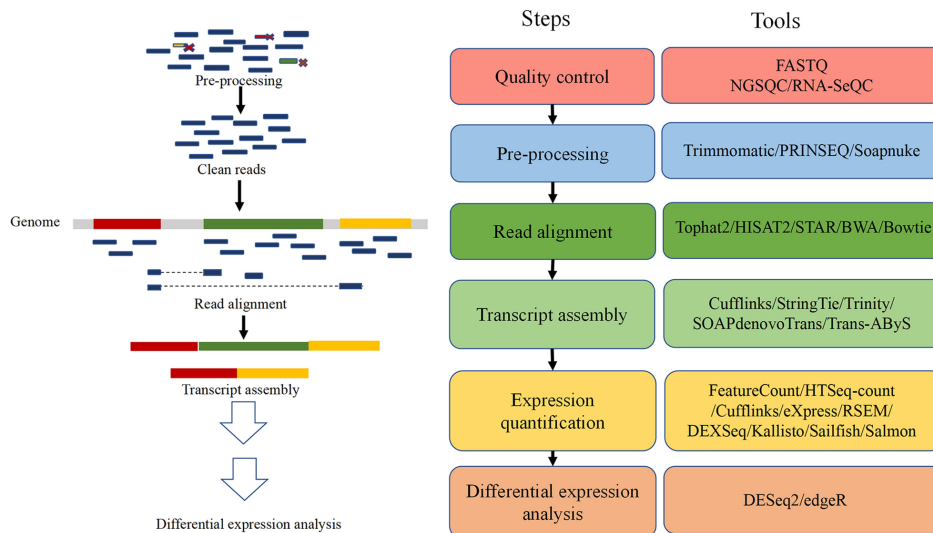 Pre-processing
Clean reads
Genome
Read alignment
Transcript assembly
Differential expression analysis
Steps
Tools
Quality control
FASTQ
NGSQC/RNA-SeQC
Pre-processing
Trimmomatic/PRINSEQ/Soapnuke
Read alignment
Tophat2/HISAT2/STAR/BWA/Bowtie
Transcript assembly
Cufflinks/StringTie/Trinity/
SOAPdenovoTrans/Trans-AByS
Expression
quantification
FeatureCount/HTSeq-count
/Cufflinks/eXpress/RSEM/
DEXSeq/Kallisto/Sailfish/Salmon
Differential expression
analysis
DESeq2/edgeR